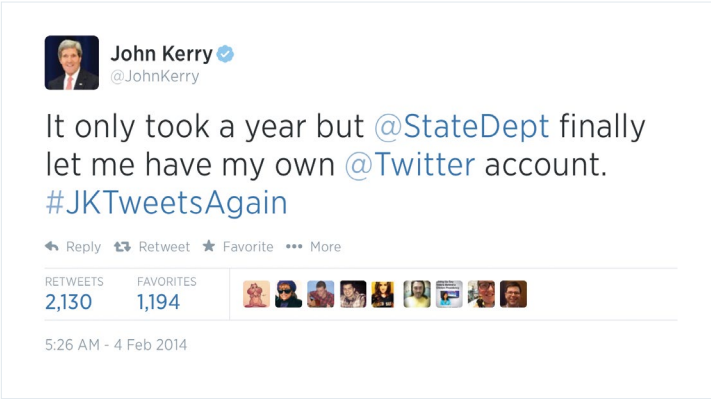 John Kerry
@JohnKerry
It only took a year but @StateDept finally
let me have my own @Twitter account.
#JKTweetsAgain
Reply Retweet Favorite More
RETWEETS FAVORITES
2,130 1,194
5:26 AM - 4 Feb 2014